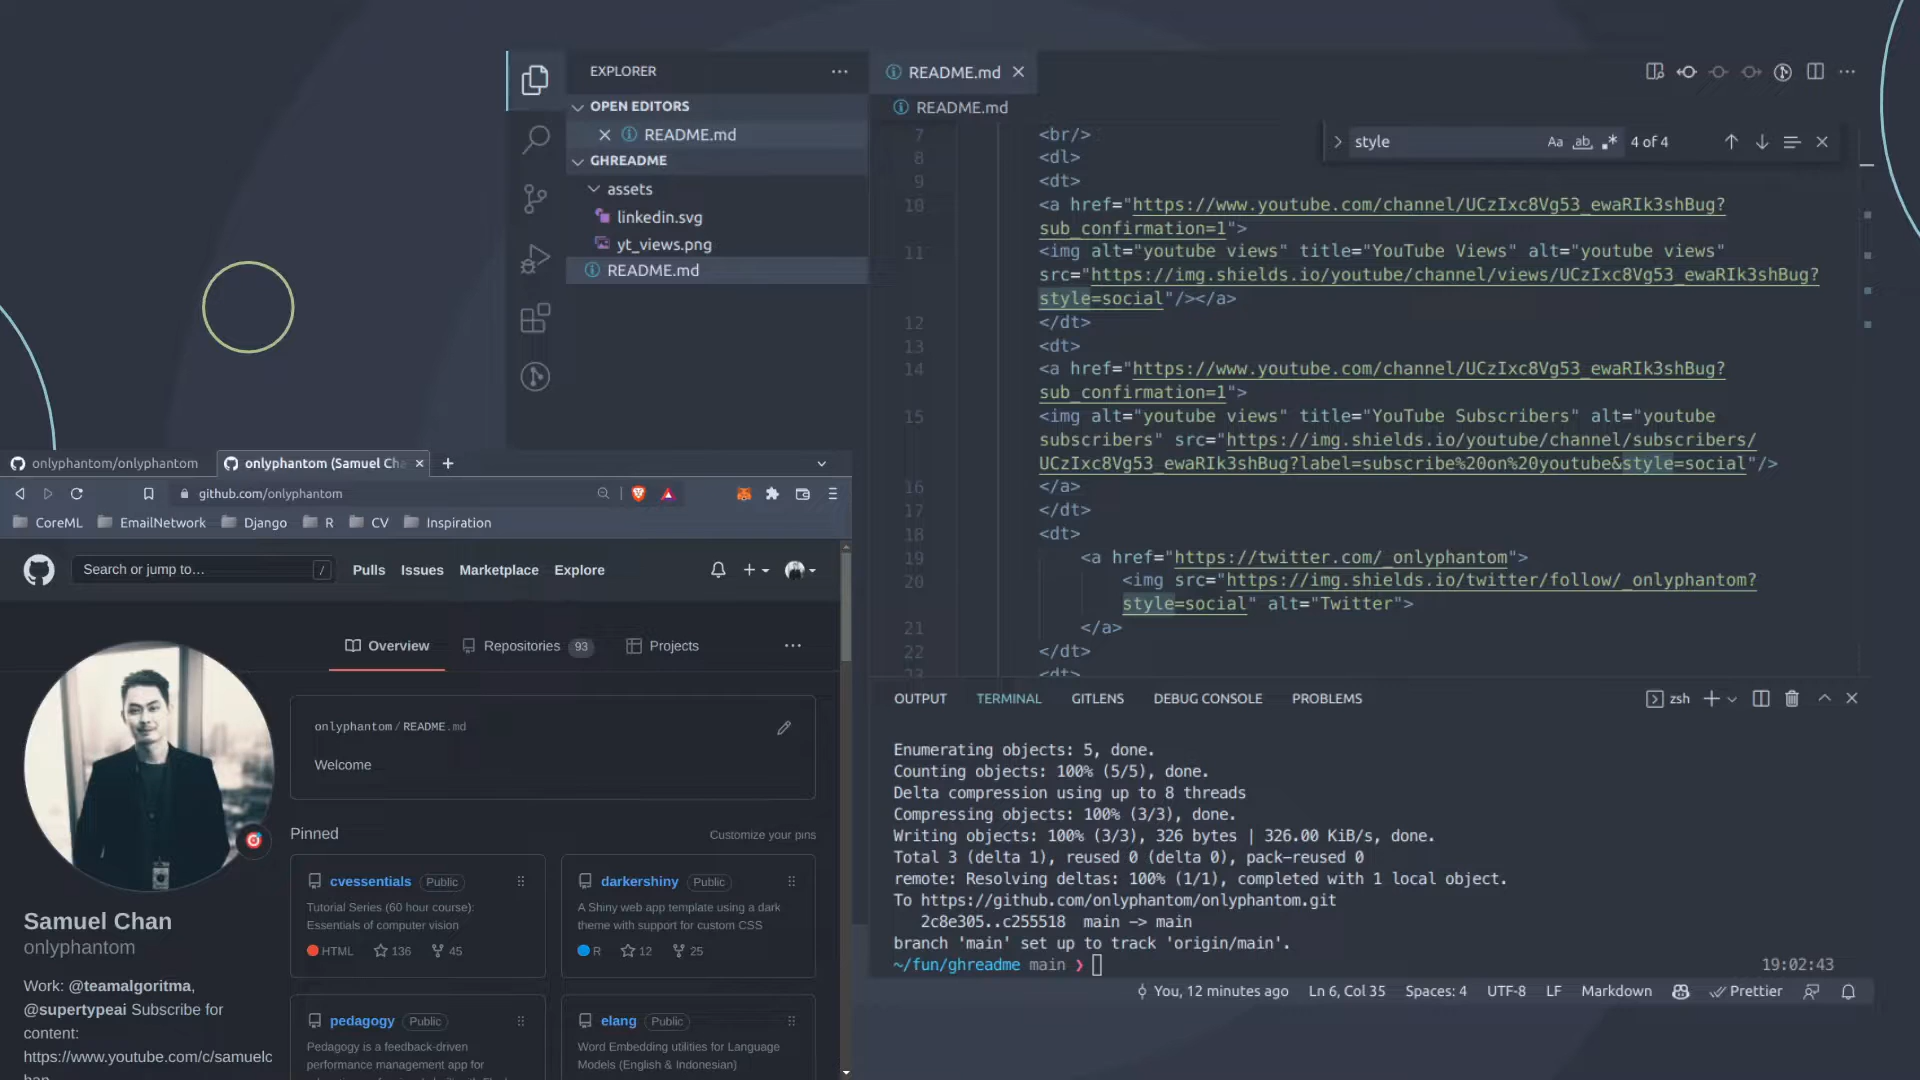 EXPLORER
OPEN EDITORS
README.md
GHREADME
assets
linkedin.svg
yt_views.png
README.md
README.md
README.md
style
Aa ab
4 of 4
7 <br/>
8 <dl>
9 <dt>
10 <a href="https://www.youtube.com/channel/UCzIxc8Vg53_ewaRIk3shBug?
sub_confirmation=1">
11 <img alt="youtube views" title="YouTube Views" alt="youtube views"
src="https://img.shields.io/youtube/channel/views/UCzIxc8Vg53_ewaRIk3shBug?
style=social"/></a>
12 </dt>
13 <dt>
14 <a href="https://www.youtube.com/channel/UCzIxc8Vg53_ewaRIk3shBug?
sub_confirmation=1">
15 <img alt="youtube views" title="YouTube Subscribers" alt="youtube
subscribers" src="https://img.shields.io/youtube/channel/subscribers/
UCzIxc8Vg53_ewaRIk3shBug?label=subscribe%20on%20youtube&style=social"/>
16 </a>
17 </dt>
18 <dt>
19 <a href="https://twitter.com/_onlyphantom">
20 <img src="https://img.shields.io/twitter/follow/_onlyphantom?
style=social" alt="Twitter">
21 </a>
22 </dt>
23 <dt>
OUTPUT TERMINAL GITLENS DEBUG CONSOLE PROBLEMS
zsh
Enumerating objects: 5, done.
Counting objects: 100% (5/5), done.
Delta compression using up to 8 threads
Compressing objects: 100% (3/3), done.
Writing objects: 100% (3/3), 326 bytes | 326.00 KiB/s, done.
Total 3 (delta 1), reused 0 (delta 0), pack-reused 0
remote: Resolving deltas: 100% (1/1), completed with 1 local object.
To https://github.com/onlyphantom/onlyphantom.git
2c8e305..c255518 main -> main
branch 'main' set up to track 'origin/main'.
~/fun/ghreadme main ❯
19:02:43
You, 12 minutes ago Ln 6, Col 35 Spaces: 4 UTF-8 LF Markdown Prettier
onlyphantom/onlyphantom
onlyphantom (Samuel Cha
github.com/onlyphantom
CoreML EmailNetwork Django R CV Inspiration
Search or jump to… /
Pulls Issues Marketplace Explore
Overview Repositories 93 Projects
onlyphantom/README.md
Welcome
Pinned
Customize your pins
cvessentials Public
Tutorial Series (60 hour course):
Essentials of computer vision
HTML 136 45
darkershiny Public
A Shiny web app template using a dark
theme with support for custom CSS
R 12 25
pedagogy Public
Pedagogy is a feedback-driven
performance management app for
elang Public
Word Embedding utilities for Language
Models (English & Indonesian)
Samuel Chan
onlyphantom
Work: @teamalgoritma,
@supertypeai Subscribe for
content:
https://www.youtube.com/c/samuelc
han